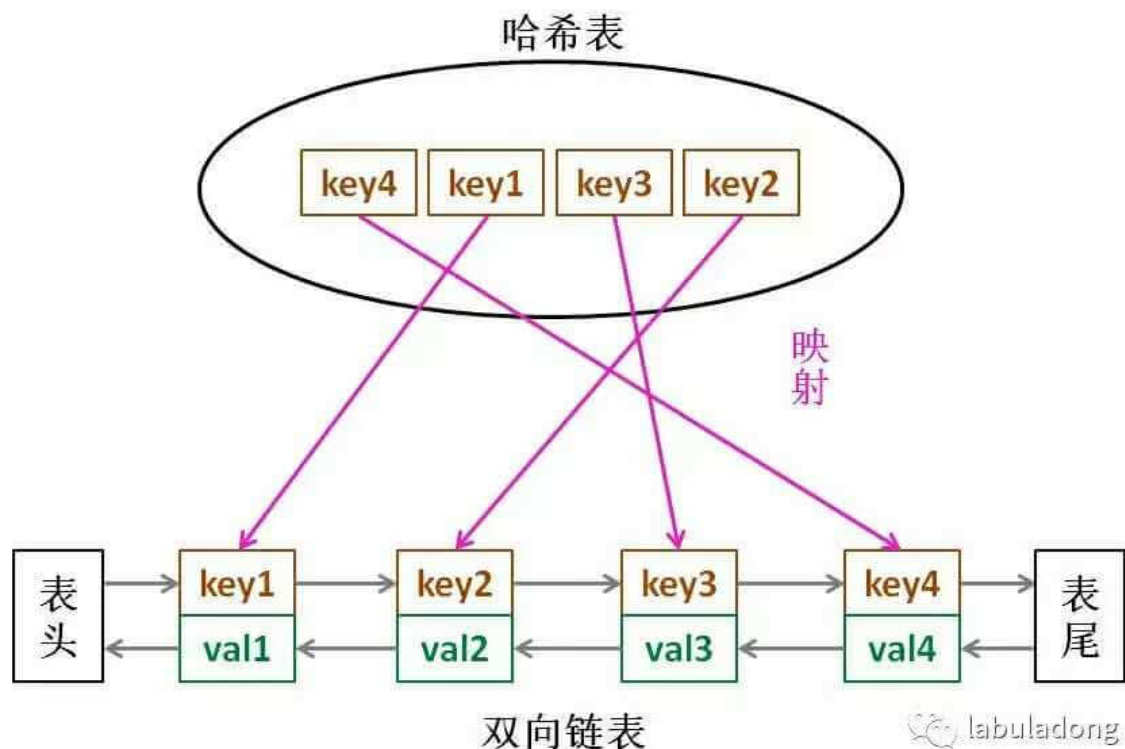 哈希表
key4 key1 key3 key2
映
射
表
头
key1 key2 key3 key4
val1 val2 val3 val4
表
尾
双向链表
labuladong